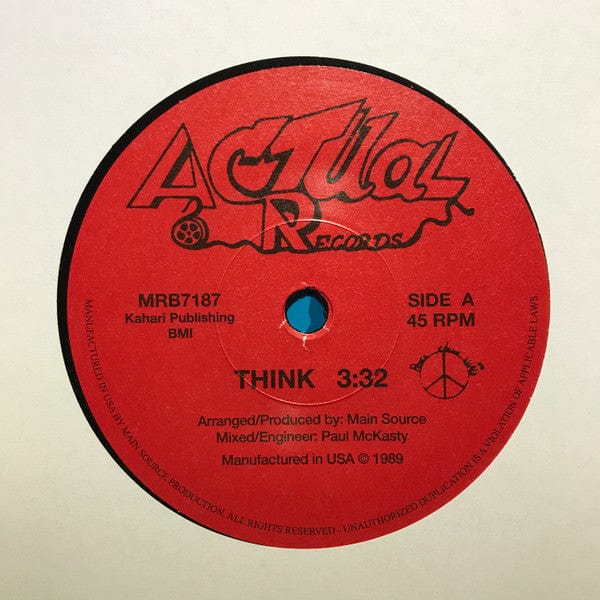 ACTUAL
RECORDS
MRB7187
Kahari Publishing
BMI
SIDE A
45 RPM
THINK 3:32
Arranged/Produced by: Main Source
Mixed/Engineer: Paul McKasty
Manufactured in USA © 1989
MANUFACTURED IN USA BY MAIN SOURCE PRODUCTION. ALL RIGHTS RESERVED - UNAUTHORIZED DUPLICATION IS A VIOLATION OF APPLICABLE LAWS.